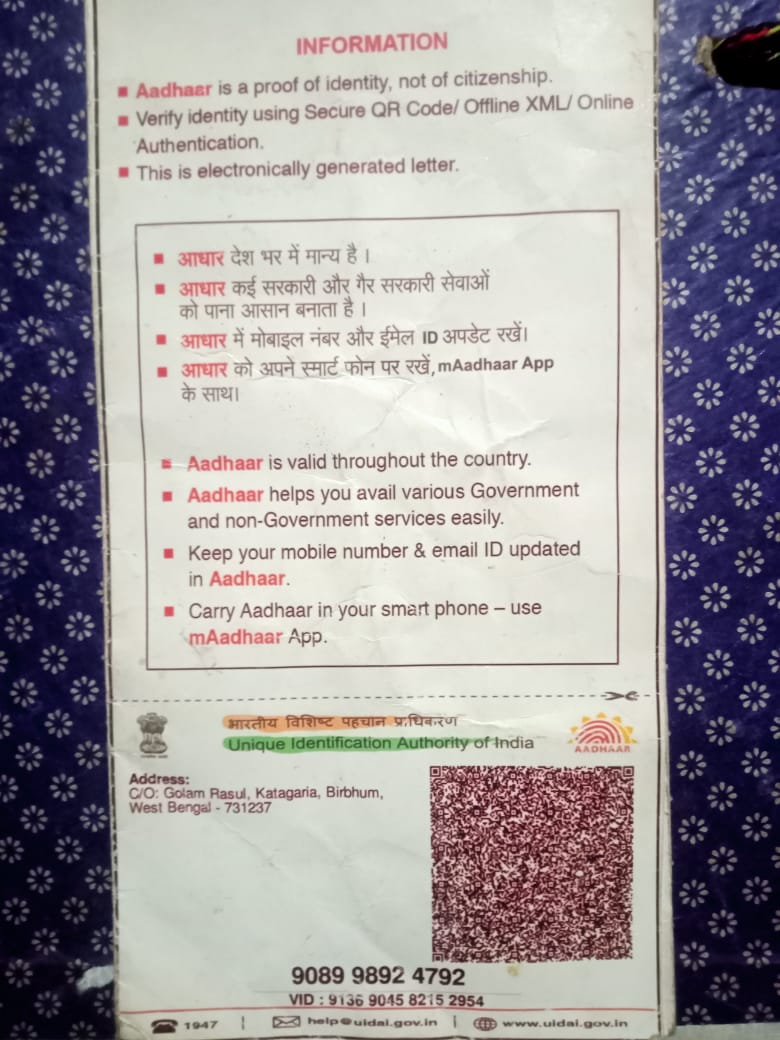 INFORMATION
Aadhaar is a proof of identity, not of citizenship.
Verify identity using Secure QR Code/ Offline XML/ Online
Authentication.
This is electronically generated letter.
आधार देश भर में मान्य है ।
आधार कई सरकारी और गैर सरकारी सेवाओं
को पाना आसान बनाता है ।
आधार में मोबाइल नंबर और ईमेल ID अपडेट रखें।
आधार को अपने स्मार्ट फोन पर रखें, mAadhaar App
के साथ।
Aadhaar is valid throughout the country.
Aadhaar helps you avail various Government
and non-Government services easily.
Keep your mobile number & email ID updated
in Aadhaar.
Carry Aadhaar in your smart phone – use
mAadhaar App.
भारतीय विशिष्ट पहचान प्राधिकरण
Unique Identification Authority of India
AADHAAR
Address:
C/O: Golam Rasul, Katagaria, Birbhum,
West Bengal - 731237
9089 9892 4792
VID : 9136 9045 8215 2954
1947 | help@uidai.gov.in | www.uidai.gov.in